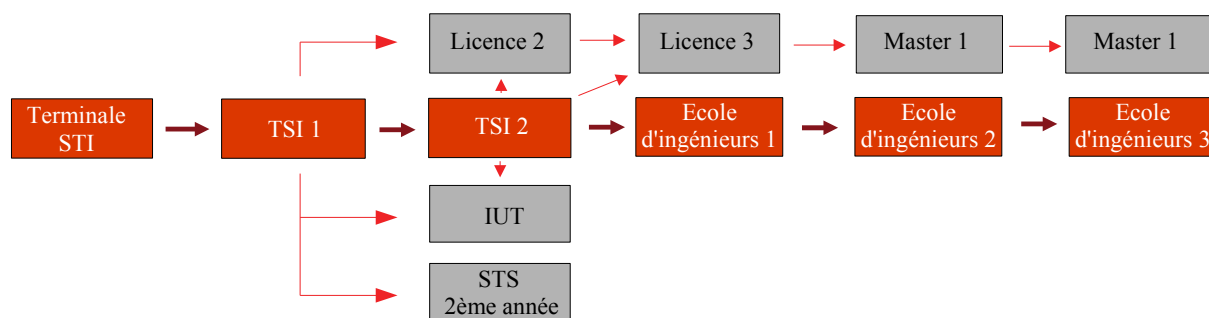 Licence 2
Licence 3
Master 1
Master 1
Terminale
STI
TSI 1
TSI 2
Ecole
d'ingénieurs 1
Ecole
d'ingénieurs 2
Ecole
d'ingénieurs 3
IUT
STS
2ème année